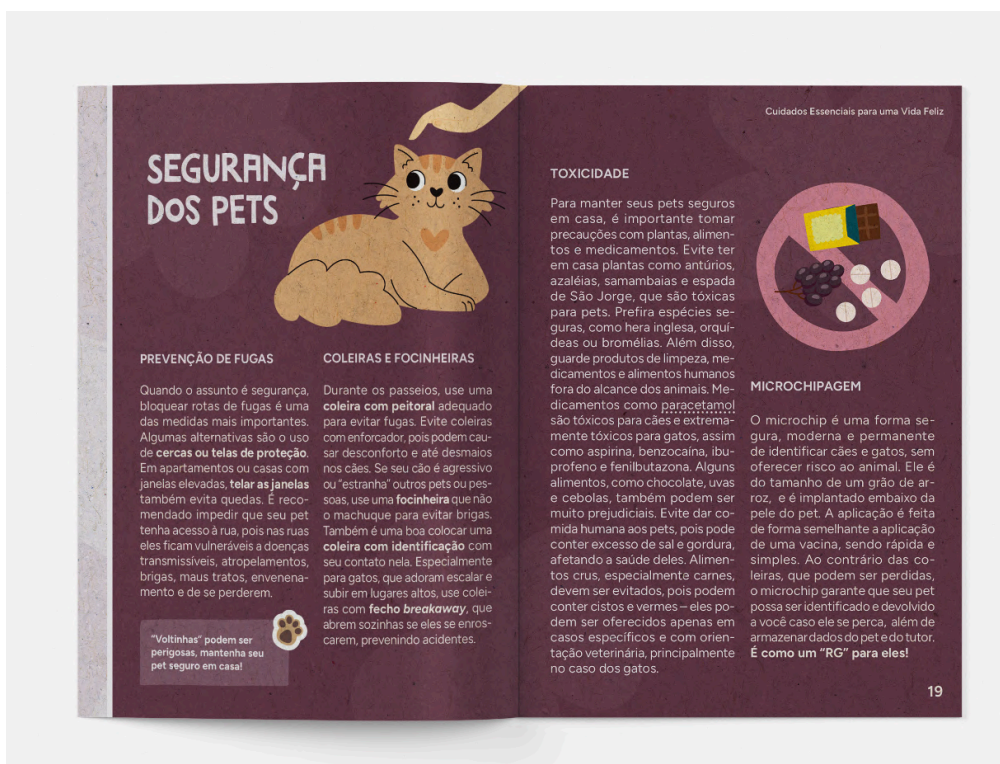 SEGURANÇA
DOS PETS
PREVENÇÃO DE FUGAS
Quando o assunto é segurança,
bloquear rotas de fugas é uma
das medidas mais importantes.
Algumas alternativas são o uso
de cercas ou telas de proteção.
Em apartamentos ou casas com
janelas elevadas, telar as janelas
também evita quedas. É reco-
mendado impedir que seu pet
tenha acesso à rua, pois nas ruas
eles ficam vulneráveis a doenças
transmissíveis, atropelamentos,
brigas, maus tratos, envenena-
mento e de se perderem.
"Voltinhas" podem ser
perigosas, mantenha seu
pet seguro em casa!
COLEIRAS E FOCINHEIRAS
Durante os passeios, use uma
coleira com peitoral adequado
para evitar fugas. Evite coleiras
com enforcador, pois podem cau-
sar desconforto e até desmaios
nos cães. Se seu cão é agressivo
ou "estranha" outros pets ou pes-
soas, use uma focinheira que não
o machuque para evitar brigas.
Também é uma boa colocar uma
coleira com identificação com
seu contato nela. Especialmente
para gatos, que adoram escalar e
subir em lugares altos, use colei-
ras com fecho breakaway, que
abrem sozinhas se eles se enros-
carem, prevenindo acidentes.
Cuidados Essenciais para uma Vida Feliz
TOXICIDADE
Para manter seus pets seguros
em casa, é importante tomar
precauções com plantas, alimen-
tos e medicamentos. Evite ter
em casa plantas como antúrios,
azaléias, samambaias e espada
de São Jorge, que são tóxicas
para pets. Prefira espécies se-
guras, como hera inglesa, orquí-
deas ou bromélias. Além disso,
guarde produtos de limpeza, me-
dicamentos e alimentos humanos
fora do alcance dos animais. Me-
dicamentos como paracetamol
são tóxicos para cães e extrema-
mente tóxicos para gatos, assim
como aspirina, benzocaína, ibu-
profeno e fenilbutazona. Alguns
alimentos, como chocolate, uvas
e cebolas, também podem ser
muito prejudiciais. Evite dar co-
mida humana aos pets, pois pode
conter excesso de sal e gordura,
afetando a saúde deles. Alimen-
tos crus, especialmente carnes,
devem ser evitados, pois podem
conter cistos e vermes – eles po-
dem ser oferecidos apenas em
casos específicos e com orien-
tação veterinária, principalmente
no caso dos gatos.
MICROCHIPAGEM
O microchip é uma forma se-
gura, moderna e permanente
de identificar cães e gatos, sem
oferecer risco ao animal. Ele é
do tamanho de um grão de ar-
roz, e é implantado embaixo da
pele do pet. A aplicação é feita
de forma semelhante a aplicação
de uma vacina, sendo rápida e
simples. Ao contrário das co-
leiras, que podem ser perdidas,
o microchip garante que seu pet
possa ser identificado e devolvido
a você caso ele se perca, além de
armazenar dados do pet e do tutor.
É como um "RG" para eles!
19